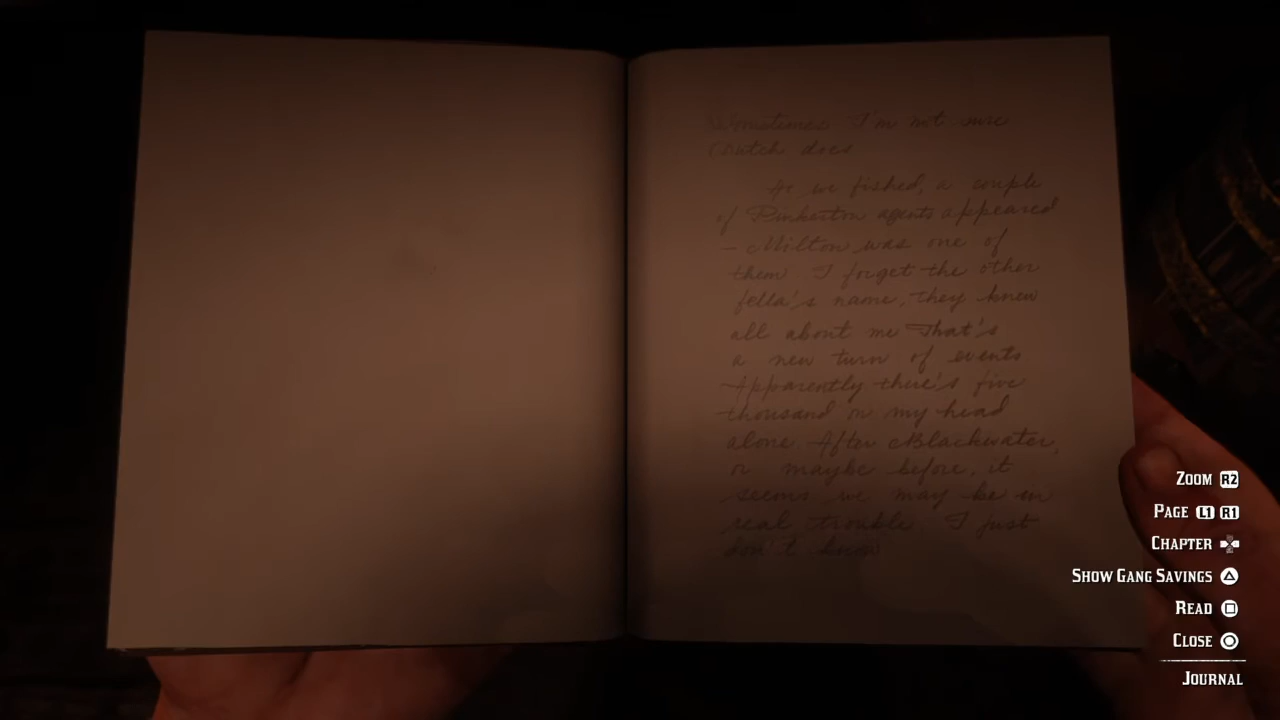 Sometimes I'm not sure
Dutch does
As we fished, a couple
of Pinkerton agents appeared
- Milton was one of
them I forget the other
fella's name, they knew
all about me That's
a new turn of events
Apparently there's five
thousand on my head
alone After Blackwater,
or maybe before, it
seems we may be in
real trouble. I just
don't know
ZOOM R2
PAGE L1 R1
CHAPTER
SHOW GANG SAVINGS
READ
CLOSE
JOURNAL